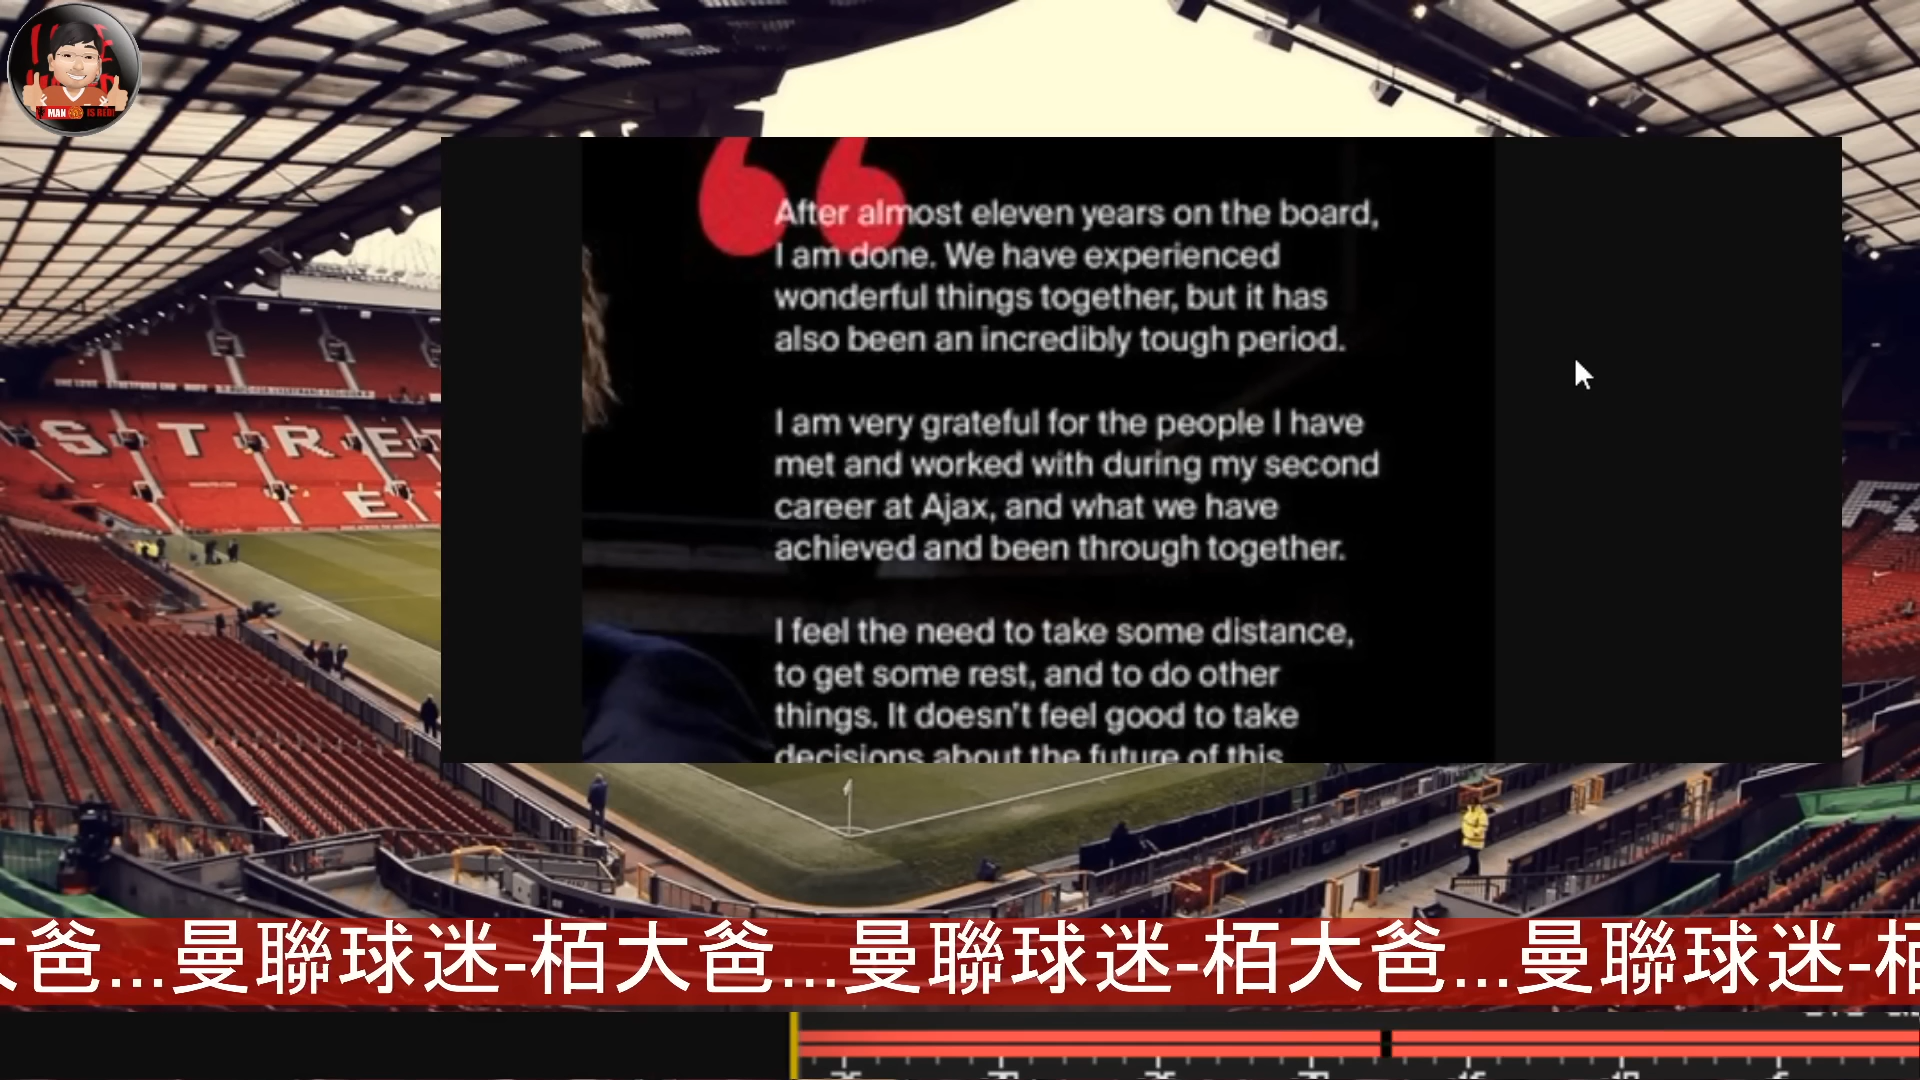 MAN IS RED
After almost eleven years on the board,
I am done. We have experienced
wonderful things together, but it has
also been an incredibly tough period.
I am very grateful for the people I have
met and worked with during my second
career at Ajax, and what we have
achieved and been through together.
I feel the need to take some distance,
to get some rest, and to do other
things. It doesn't feel good to take
decisions about the future of this
STRE
E
大爸...曼聯球迷-栢大爸...曼聯球迷-栢大爸...曼聯球迷-栢